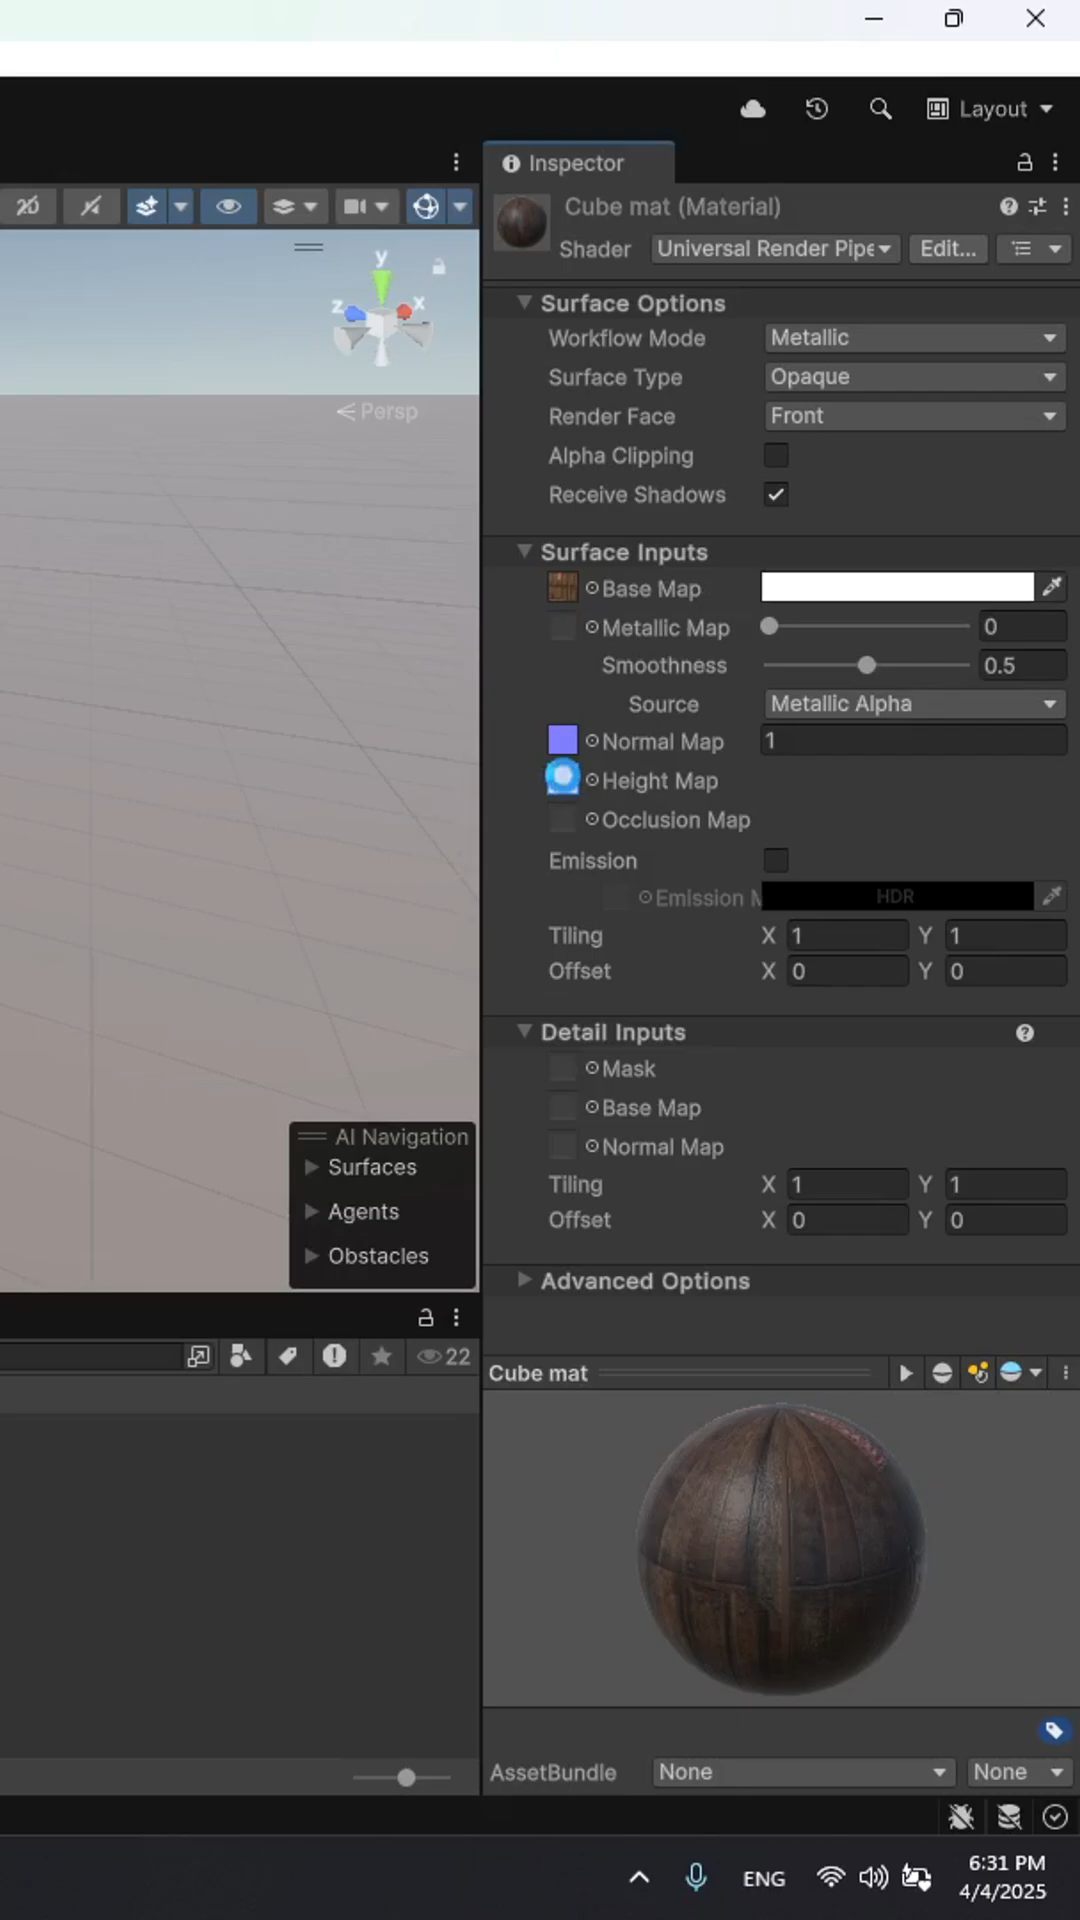 Layout
Inspector
Cube mat (Material)
Shader Universal Render Pipe Edit...
Surface Options
Workflow Mode Metallic
Surface Type Opaque
Render Face Front
Alpha Clipping
Receive Shadows
Surface Inputs
Base Map
Metallic Map 0
Smoothness 0.5
Source Metallic Alpha
Normal Map 1
Height Map
Occlusion Map
Emission
Emission M HDR
Tiling X 1 Y 1
Offset X 0 Y 0
Detail Inputs
Mask
Base Map
Normal Map
Tiling X 1 Y 1
Offset X 0 Y 0
Advanced Options
2D
y
z x
Persp
AI Navigation
Surfaces
Agents
Obstacles
22
Cube mat
AssetBundle None None
ENG
6:31 PM
4/4/2025